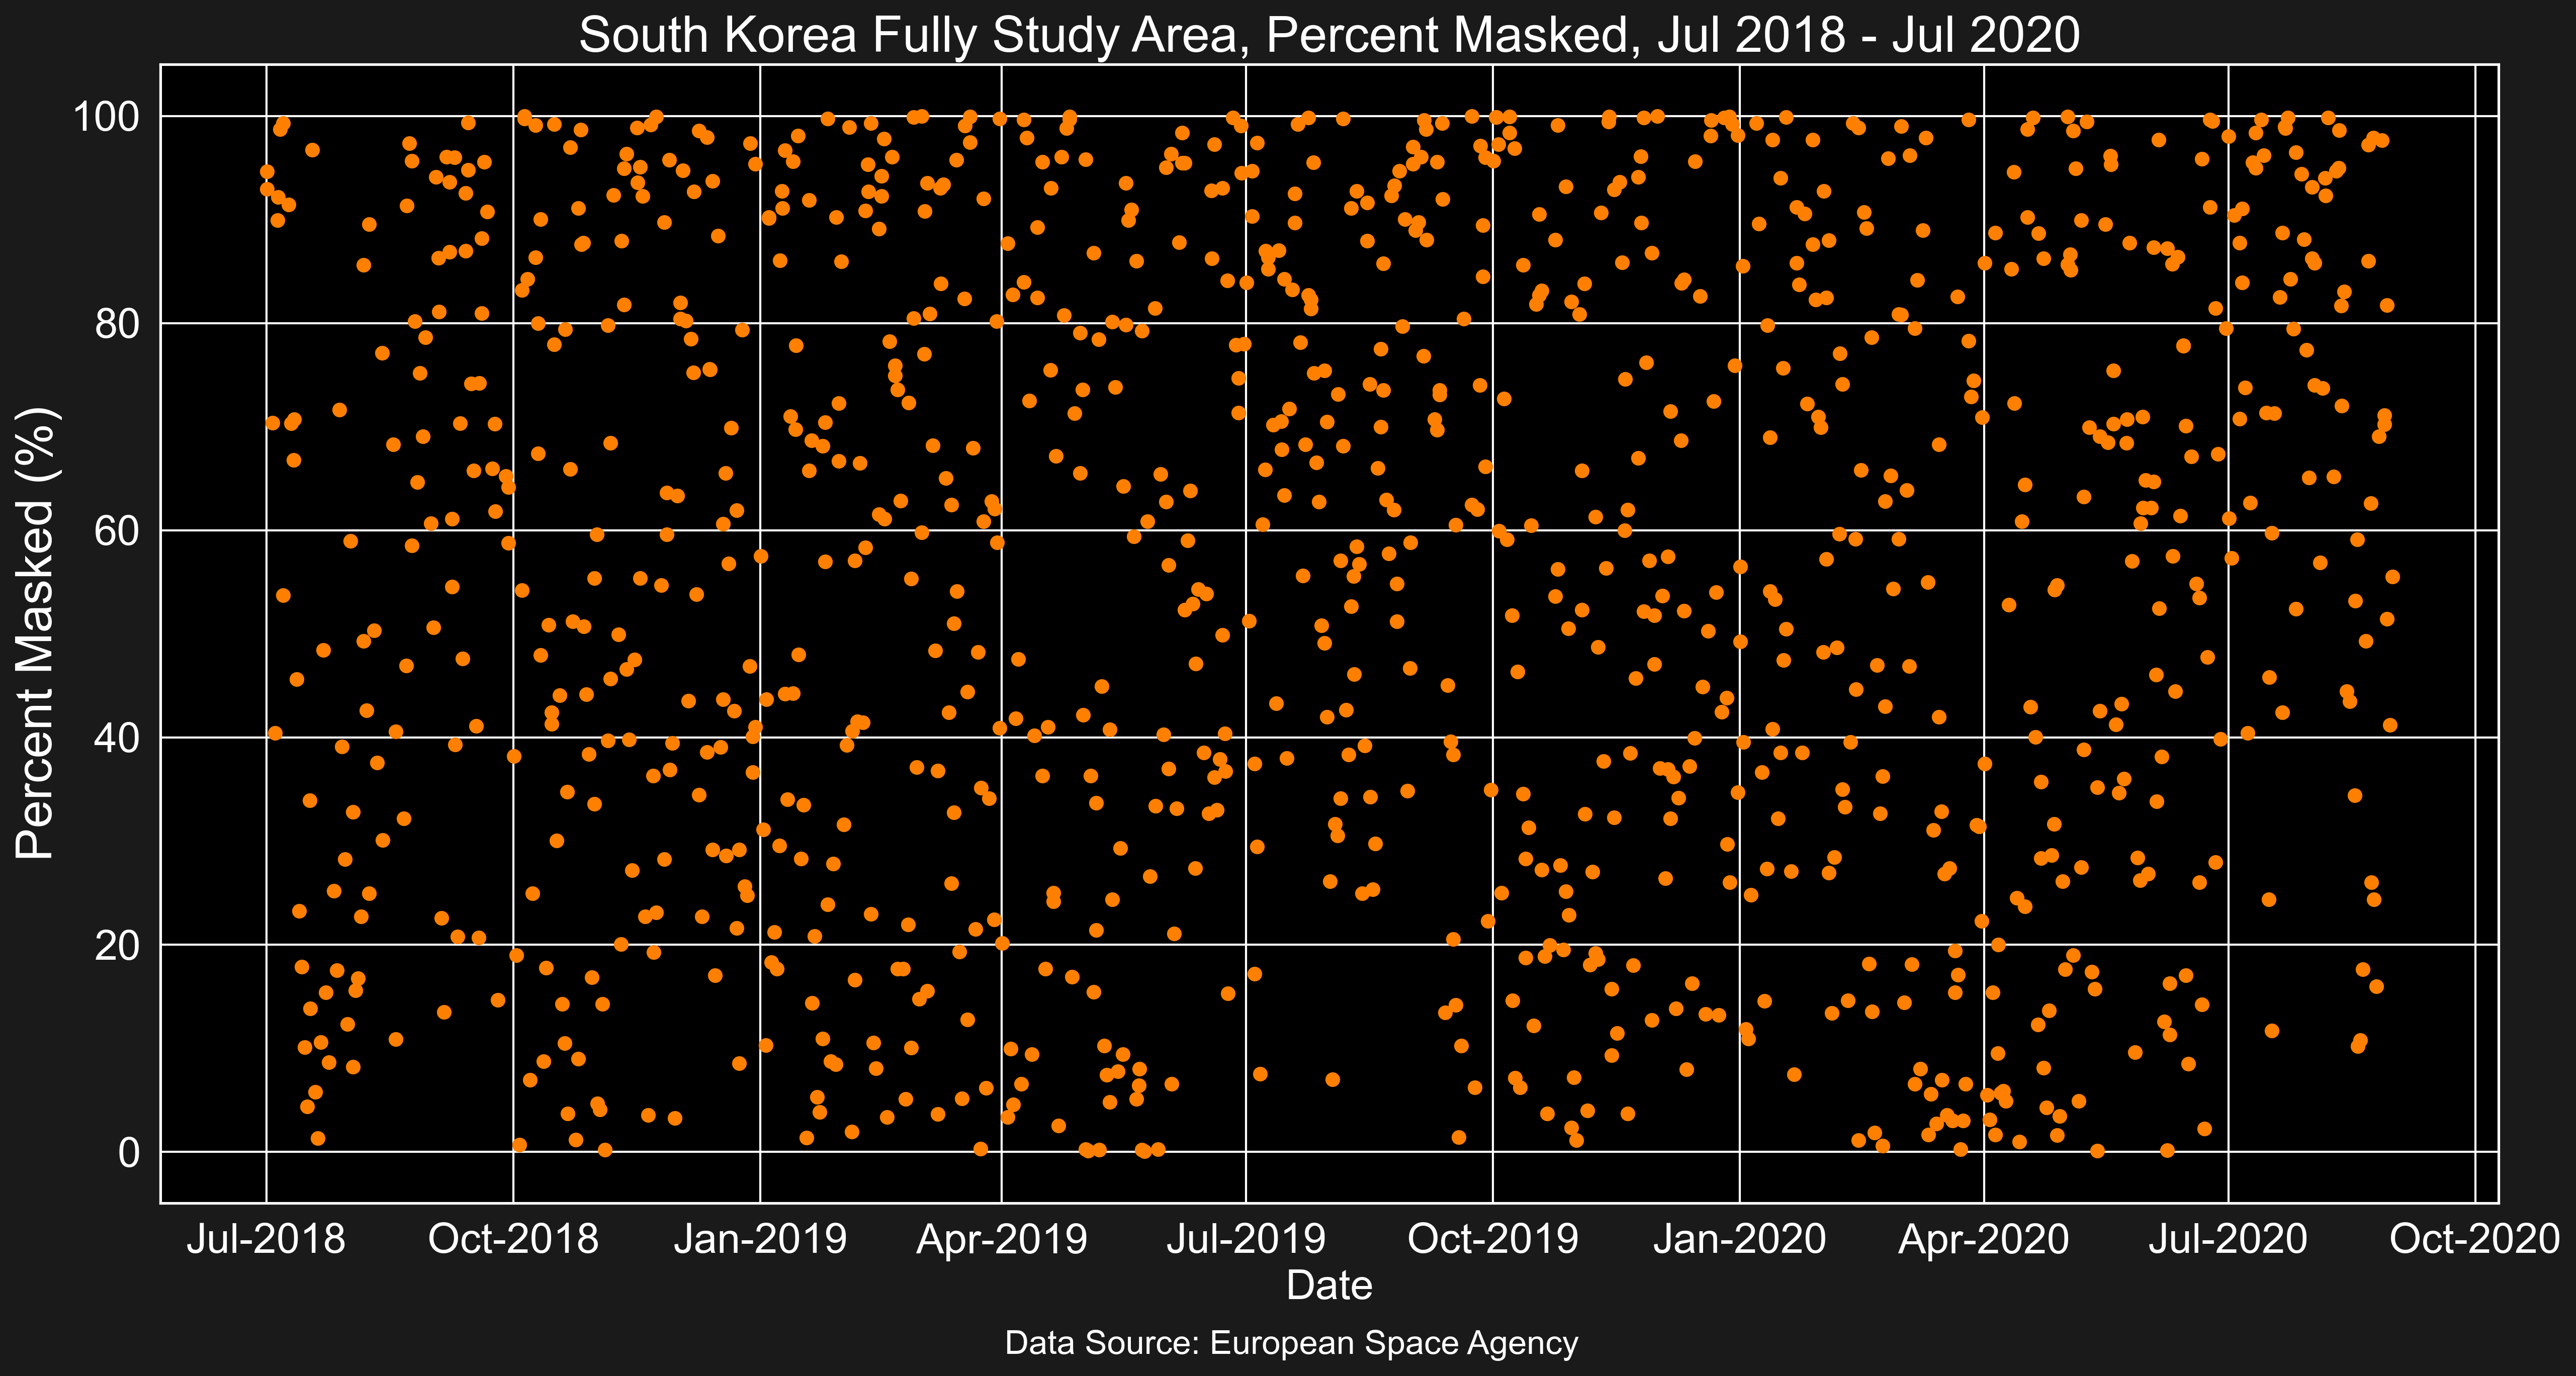 South Korea Fully Study Area, Percent Masked, Jul 2018 - Jul 2020
Percent Masked (%)
100
80
60
40
20
0
Jul-2018 Oct-2018 Jan-2019 Apr-2019 Jul-2019 Oct-2019 Jan-2020 Apr-2020 Jul-2020 Oct-2020
Date
Data Source: European Space Agency